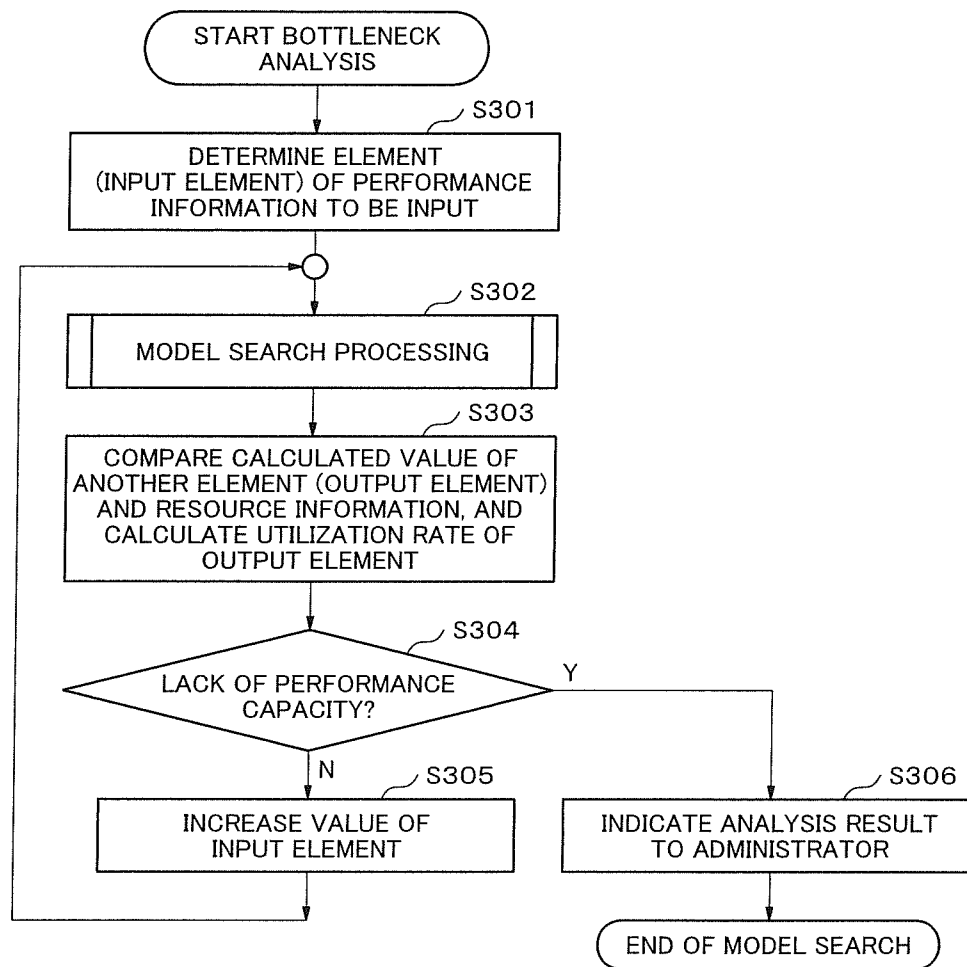 START BOTTLENECK
ANALYSIS
S301
DETERMINE ELEMENT
(INPUT ELEMENT) OF PERFORMANCE
INFORMATION TO BE INPUT
S302
MODEL SEARCH PROCESSING
S303
COMPARE CALCULATED VALUE OF
ANOTHER ELEMENT (OUTPUT ELEMENT)
AND RESOURCE INFORMATION, AND
CALCULATE UTILIZATION RATE OF
OUTPUT ELEMENT
S304
LACK OF PERFORMANCE
CAPACITY?
Y
N
S305
INCREASE VALUE OF
INPUT ELEMENT
S306
INDICATE ANALYSIS RESULT
TO ADMINISTRATOR
END OF MODEL SEARCH